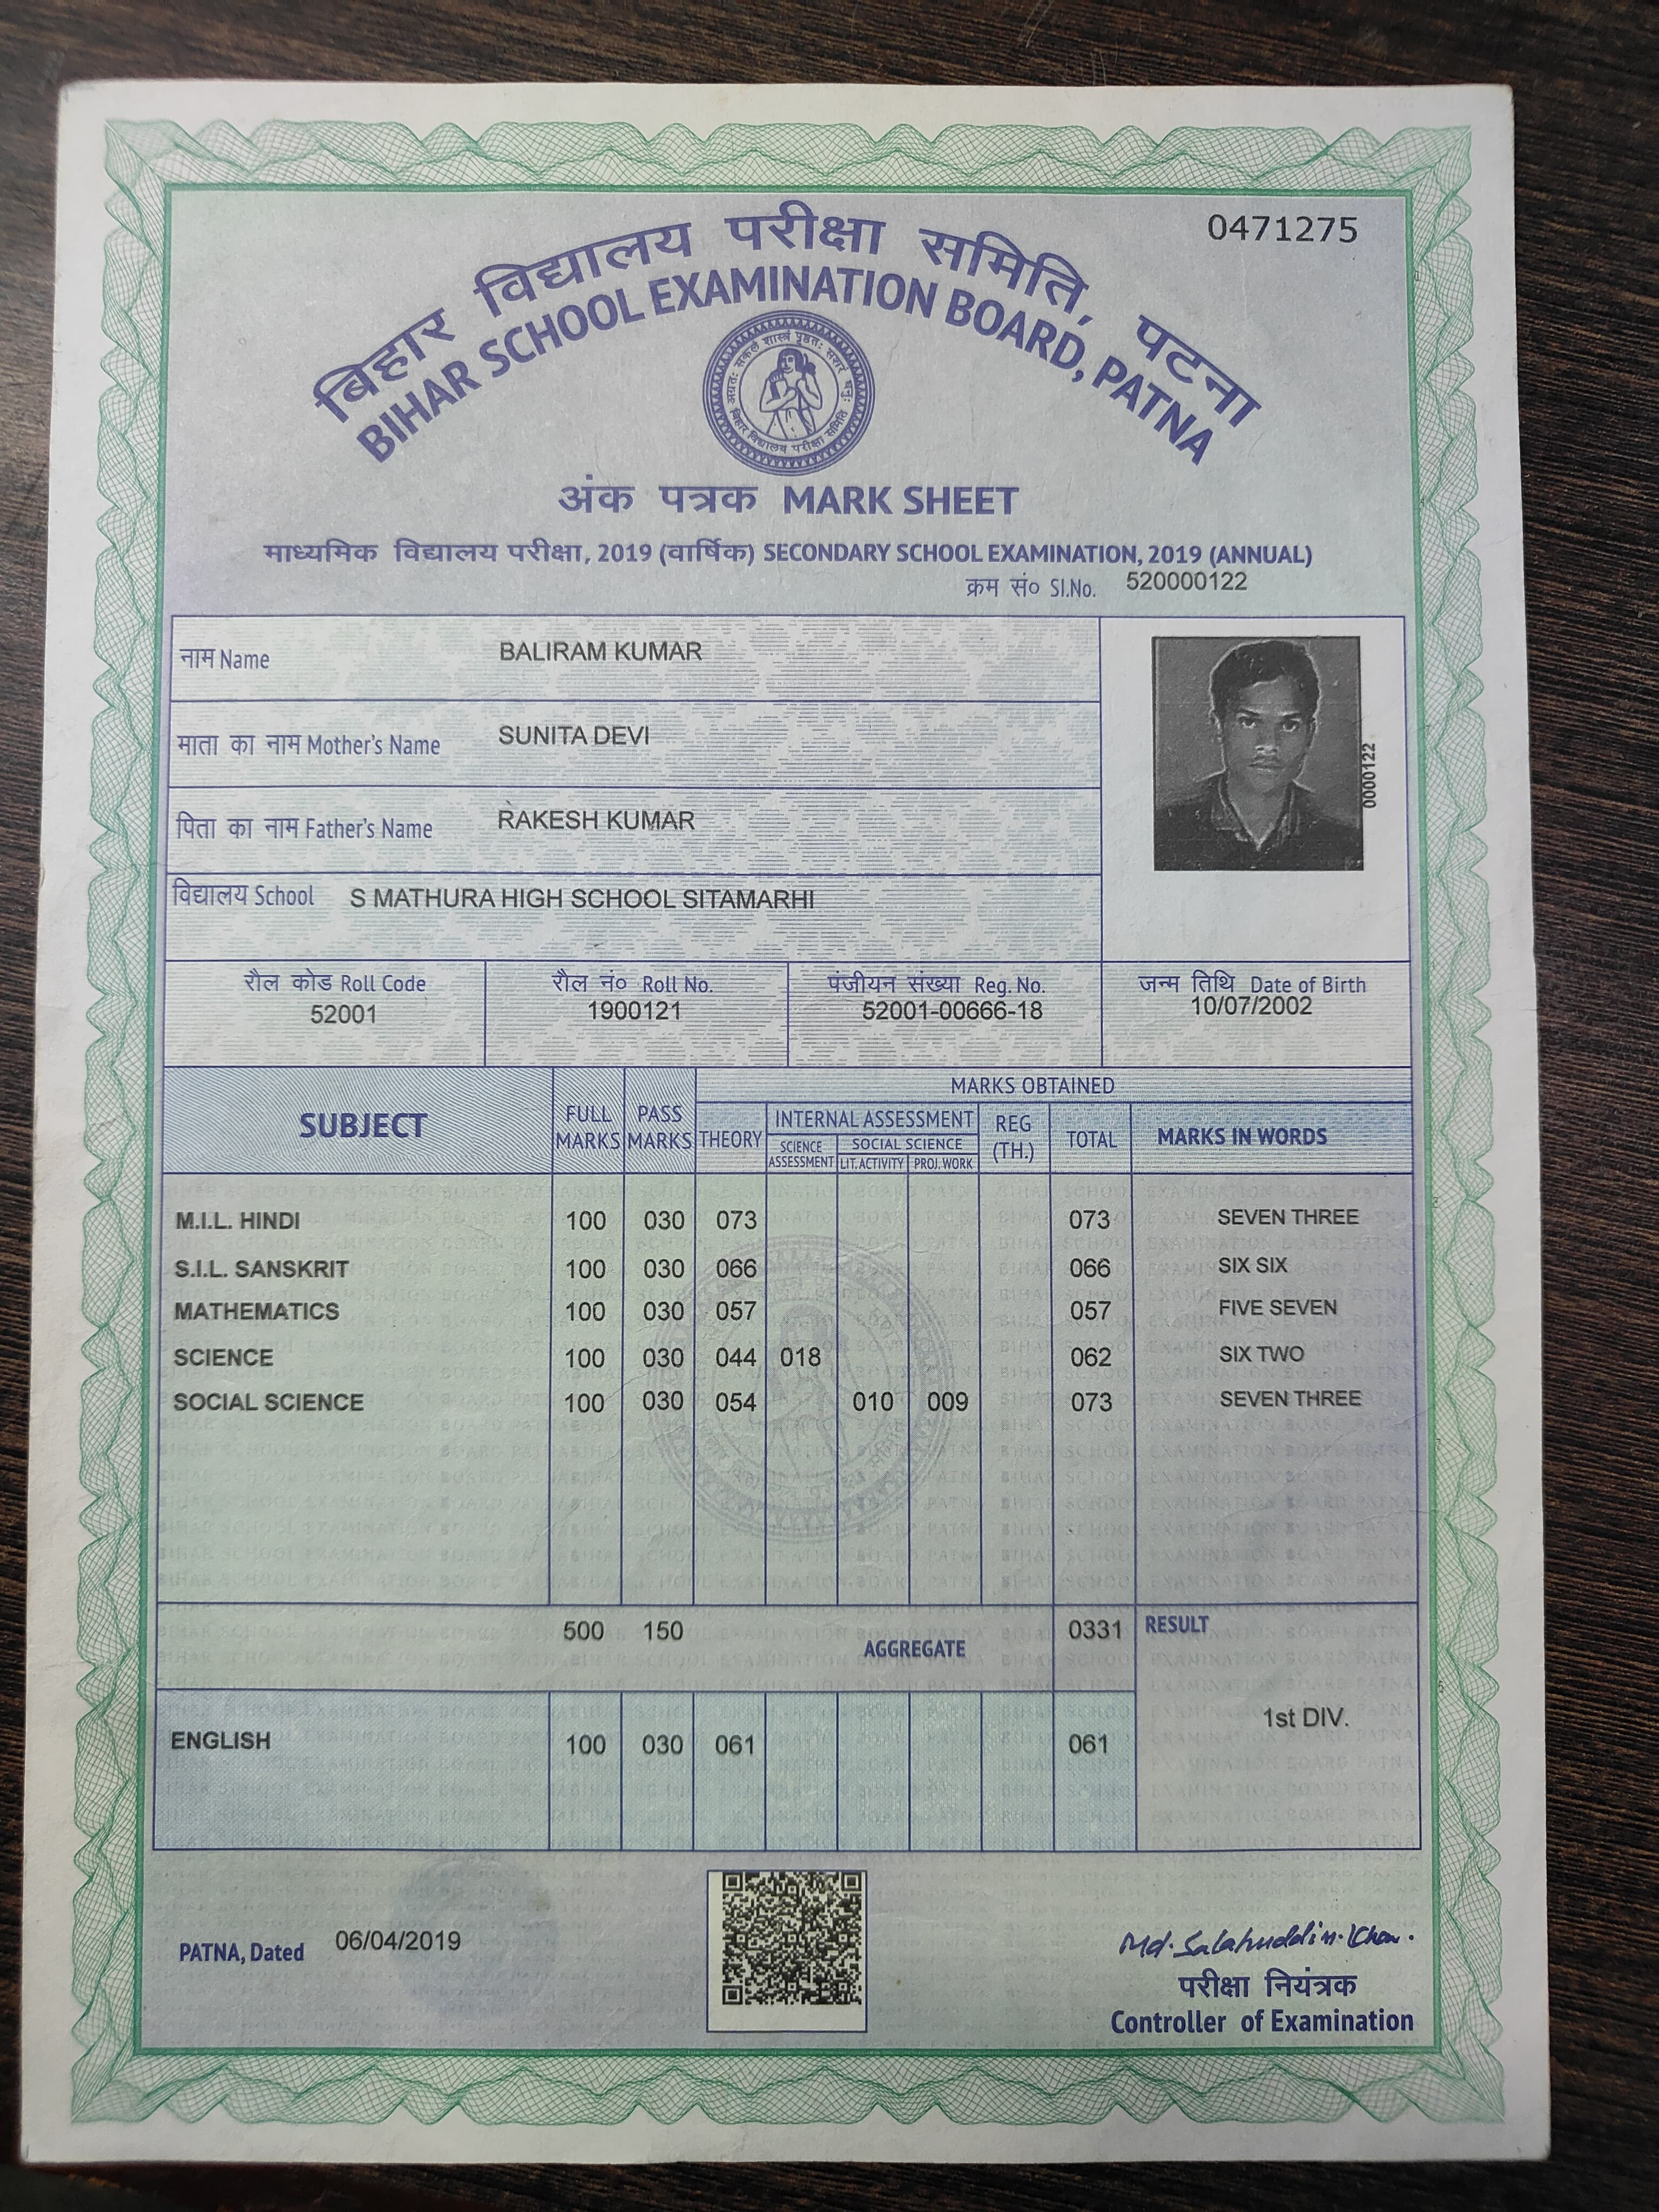 0471275
बिहार विद्यालय परीक्षा समिति, पटना
BIHAR SCHOOL EXAMINATION BOARD, PATNA
बिहार विद्यालय परीक्षा समिति
अंक पत्रक MARK SHEET
माध्यमिक विद्यालय परीक्षा, 2019 (वार्षिक) SECONDARY SCHOOL EXAMINATION, 2019 (ANNUAL)
क्रम सं० Sl.No. 520000122
नाम Name BALIRAM KUMAR
माता का नाम Mother's Name SUNITA DEVI
0000122
पिता का नाम Father's Name RAKESH KUMAR
विद्यालय School S MATHURA HIGH SCHOOL SITAMARHI
रौल कोड Roll Code रौल नं० Roll No. पंजीयन संख्या Reg. No. जन्म तिथि Date of Birth
52001 1900121 52001-00666-18 10/07/2002
MARKS OBTAINED
SUBJECT FULL MARKS PASS MARKS THEORY INTERNAL ASSESSMENT REG (TH.) TOTAL MARKS IN WORDS
SCIENCE ASSESSMENT SOCIAL SCIENCE
LIT.ACTIVITY PROJ.WORK
M.I.L. HINDI 100 030 073 073 SEVEN THREE
S.I.L. SANSKRIT 100 030 066 066 SIX SIX
MATHEMATICS 100 030 057 057 FIVE SEVEN
SCIENCE 100 030 044 018 062 SIX TWO
SOCIAL SCIENCE 100 030 054 010 009 073 SEVEN THREE
500 150 AGGREGATE 0331 RESULT
1st DIV.
ENGLISH 100 030 061 061
PATNA, Dated 06/04/2019
Md. Salahuddin Khan.
परीक्षा नियंत्रक
Controller of Examination